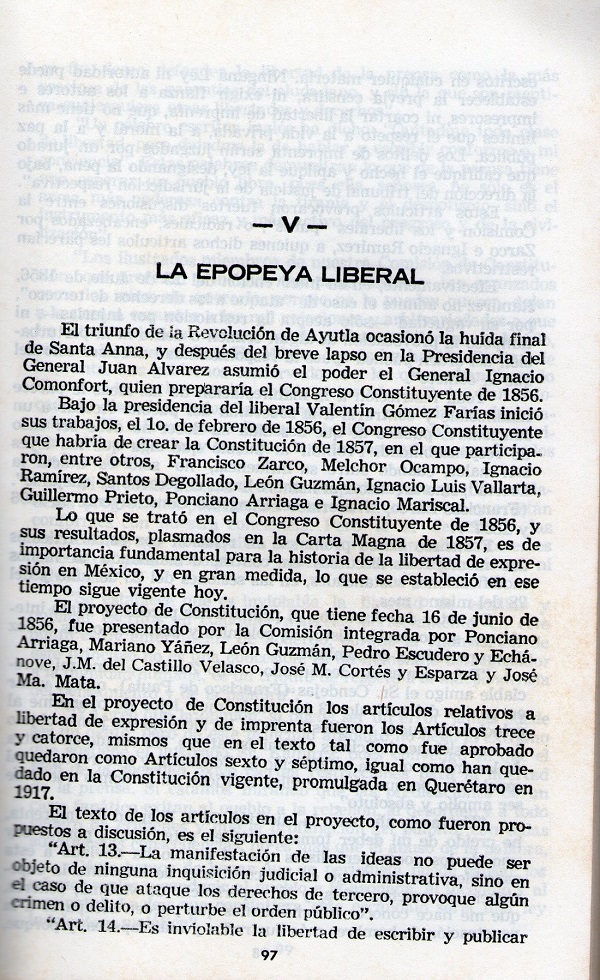 — V —
LA EPOPEYA LIBERAL
El triunfo de la Revolución de Ayutla ocasionó la huida final
de Santa Anna, y después del breve lapso en la Presidencia del
General Juan Alvarez asumió el poder el General Ignacio
Comonfort, quien prepararía el Congreso Constituyente de 1856.
Bajo la presidencia del liberal Valentín Gómez Farías inició
sus trabajos, el 1o. de febrero de 1856, el Congreso Constituyente
que habría de crear la Constitución de 1857, en el que participa-
ron, entre otros, Francisco Zarco, Melchor Ocampo, Ignacio
Ramírez, Santos Degollado, León Guzmán, Ignacio Luis Vallarta,
Guillermo Prieto, Ponciano Arriaga e Ignacio Mariscal.
Lo que se trató en el Congreso Constituyente de 1856, y
sus resultados, plasmados en la Carta Magna de 1857, es de
importancia fundamental para la historia de la libertad de expre-
sión en México, y en gran medida, lo que se estableció en ese
tiempo sigue vigente hoy.
El proyecto de Constitución, que tiene fecha 16 de junio de
1856, fue presentado por la Comisión integrada por Ponciano
Arriaga, Mariano Yáñez, León Guzmán, Pedro Escudero y Echá-
nove, J.M. del Castillo Velasco, José M. Cortés y Esparza y José
Ma. Mata.
En el proyecto de Constitución los artículos relativos a
libertad de expresión y de imprenta fueron los Artículos trece
y catorce, mismos que en el texto tal como fue aprobado
quedaron como Artículos sexto y séptimo, igual como han que-
dado en la Constitución vigente, promulgada en Querétaro en
1917.
El texto de los artículos en el proyecto, como fueron pro-
puestos a discusión, es el siguiente:
"Art. 13.—La manifestación de las ideas no puede ser
objeto de ninguna inquisición judicial o administrativa, sino en
el caso de que ataque los derechos de tercero, provoque algún
crimen o delito, o perturbe el orden público".
"Art. 14.—Es inviolable la libertad de escribir y publicar
97